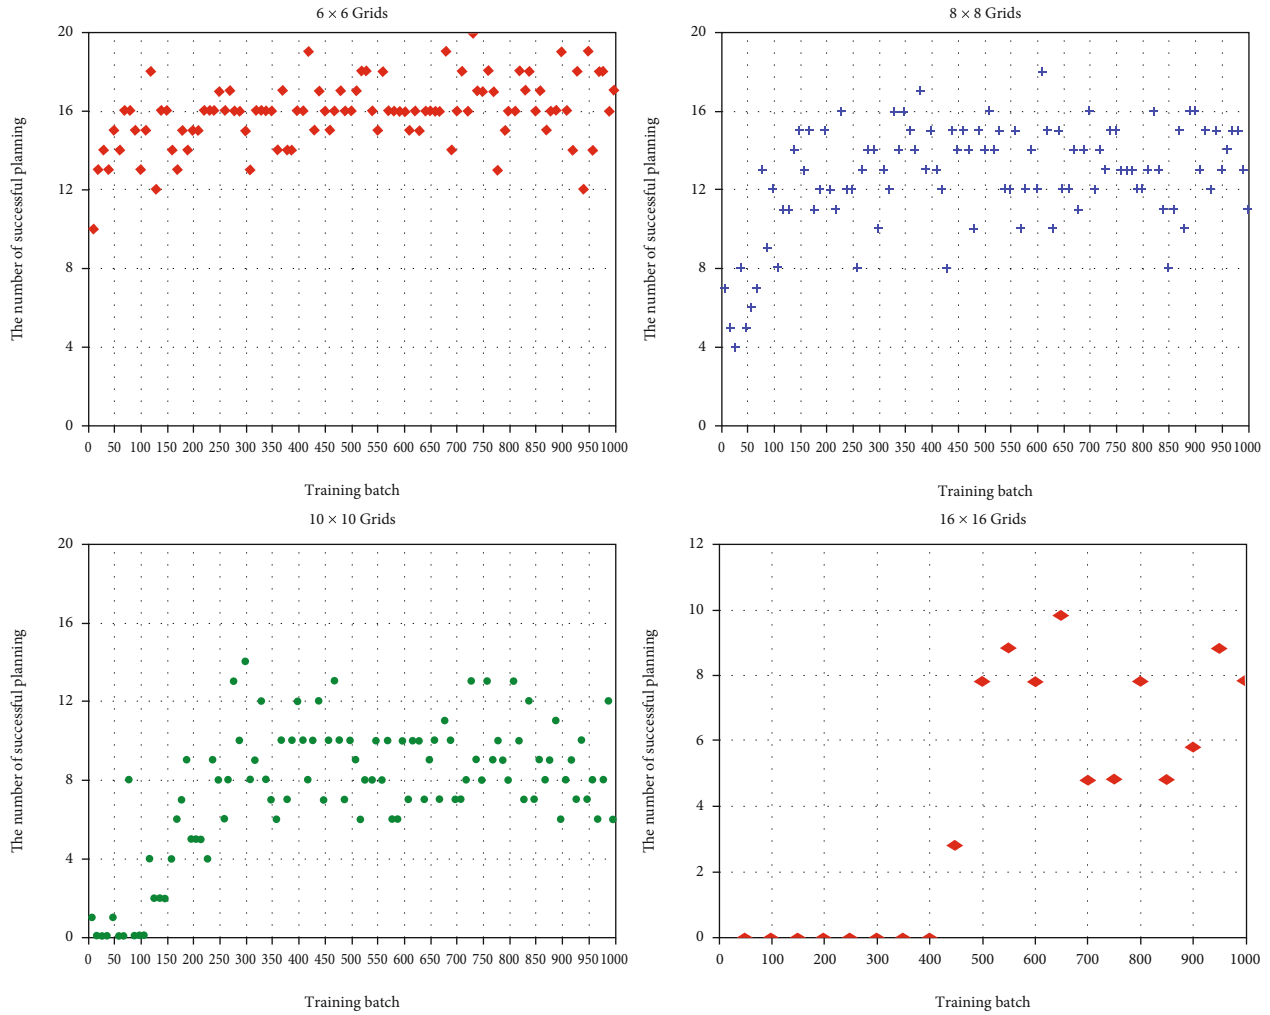 6 × 6 Grids
The number of successful planning
20
16
12
8
4
0
0 50 100 150 200 250 300 350 400 450 500 550 600 650 700 750 800 850 900 950 1000
Training batch
8 × 8 Grids
The number of successful planning
20
16
12
8
4
0
0 50 100 150 200 250 300 350 400 450 500 550 600 650 700 750 800 850 900 950 1000
Training batch
10 × 10 Grids
The number of successful planning
20
16
12
8
4
0
0 50 100 150 200 250 300 350 400 450 500 550 600 650 700 750 800 850 900 950 1000
Training batch
16 × 16 Grids
The number of successful planning
12
10
8
6
4
2
0
0 100 200 300 400 500 600 700 800 900 1000
Training batch